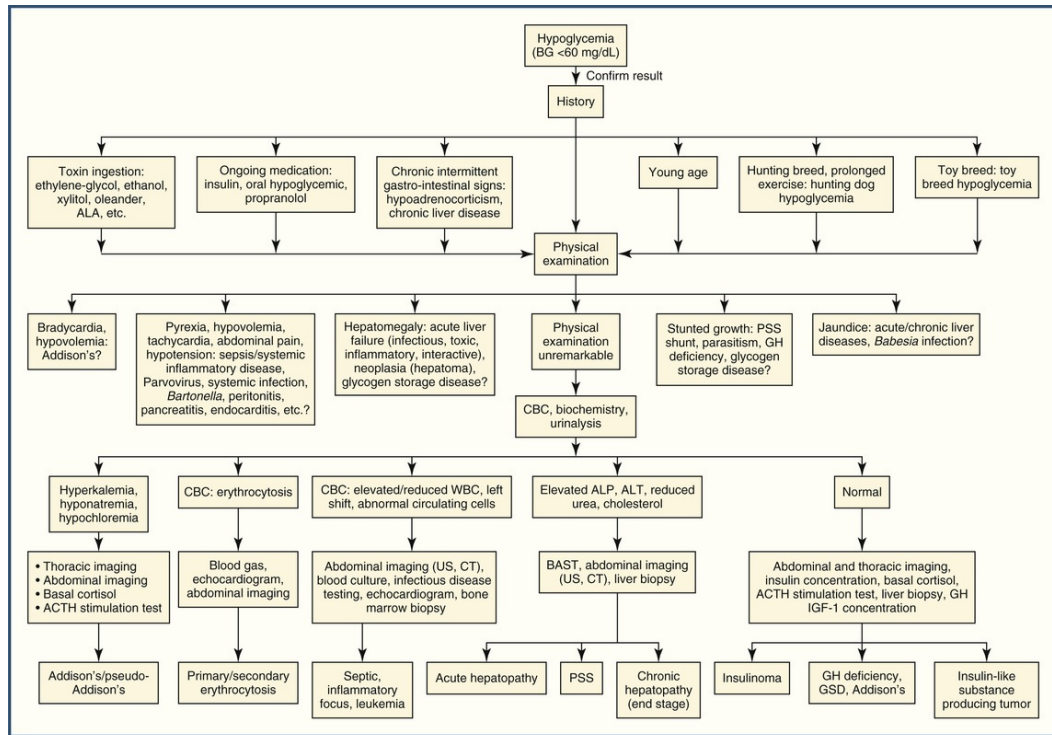 Hypoglycemia
(BG <60 mg/dL)
Confirm result
History
Toxin ingestion:
ethylene-glycol, ethanol,
xylitol, oleander,
ALA, etc.
Ongoing medication:
insulin, oral hypoglycemic,
propranolol
Chronic intermittent
gastro-intestinal signs:
hypoadrenocorticism,
chronic liver disease
Young age
Hunting breed, prolonged
exercise: hunting dog
hypoglycemia
Toy breed: toy
breed hypoglycemia
Physical
examination
Bradycardia,
hypovolemia:
Addison's?
Pyrexia, hypovolemia,
tachycardia, abdominal pain,
hypotension: sepsis/systemic
inflammatory disease,
Parvovirus, systemic infection,
Bartonella, peritonitis,
pancreatitis, endocarditis, etc.?
Hepatomegaly: acute liver
failure (infectious, toxic,
inflammatory, interactive),
neoplasia (hepatoma),
glycogen storage disease?
Physical
examination
unremarkable
Stunted growth: PSS
shunt, parasitism, GH
deficiency, glycogen
storage disease?
Jaundice: acute/chronic liver
diseases, Babesia infection?
CBC, biochemistry,
urinalysis
Hyperkalemia,
hyponatremia,
hypochloremia
CBC: erythrocytosis
CBC: elevated/reduced WBC, left
shift, abnormal circulating cells
Elevated ALP, ALT, reduced
urea, cholesterol
Normal
• Thoracic imaging
• Abdominal imaging
• Basal cortisol
• ACTH stimulation test
Blood gas,
echocardiogram,
abdominal imaging
Abdominal imaging (US, CT),
blood culture, infectious disease
testing, echocardiogram, bone
marrow biopsy
BAST, abdominal imaging
(US, CT), liver biopsy
Abdominal and thoracic imaging,
insulin concentration, basal cortisol,
ACTH stimulation test, liver biopsy, GH
IGF-1 concentration
Addison's/pseudo-
Addison's
Primary/secondary
erythrocytosis
Septic,
inflammatory
focus, leukemia
Acute hepatopathy
PSS
Chronic
hepatopathy
(end stage)
Insulinoma
GH deficiency,
GSD, Addison's
Insulin-like
substance
producing tumor